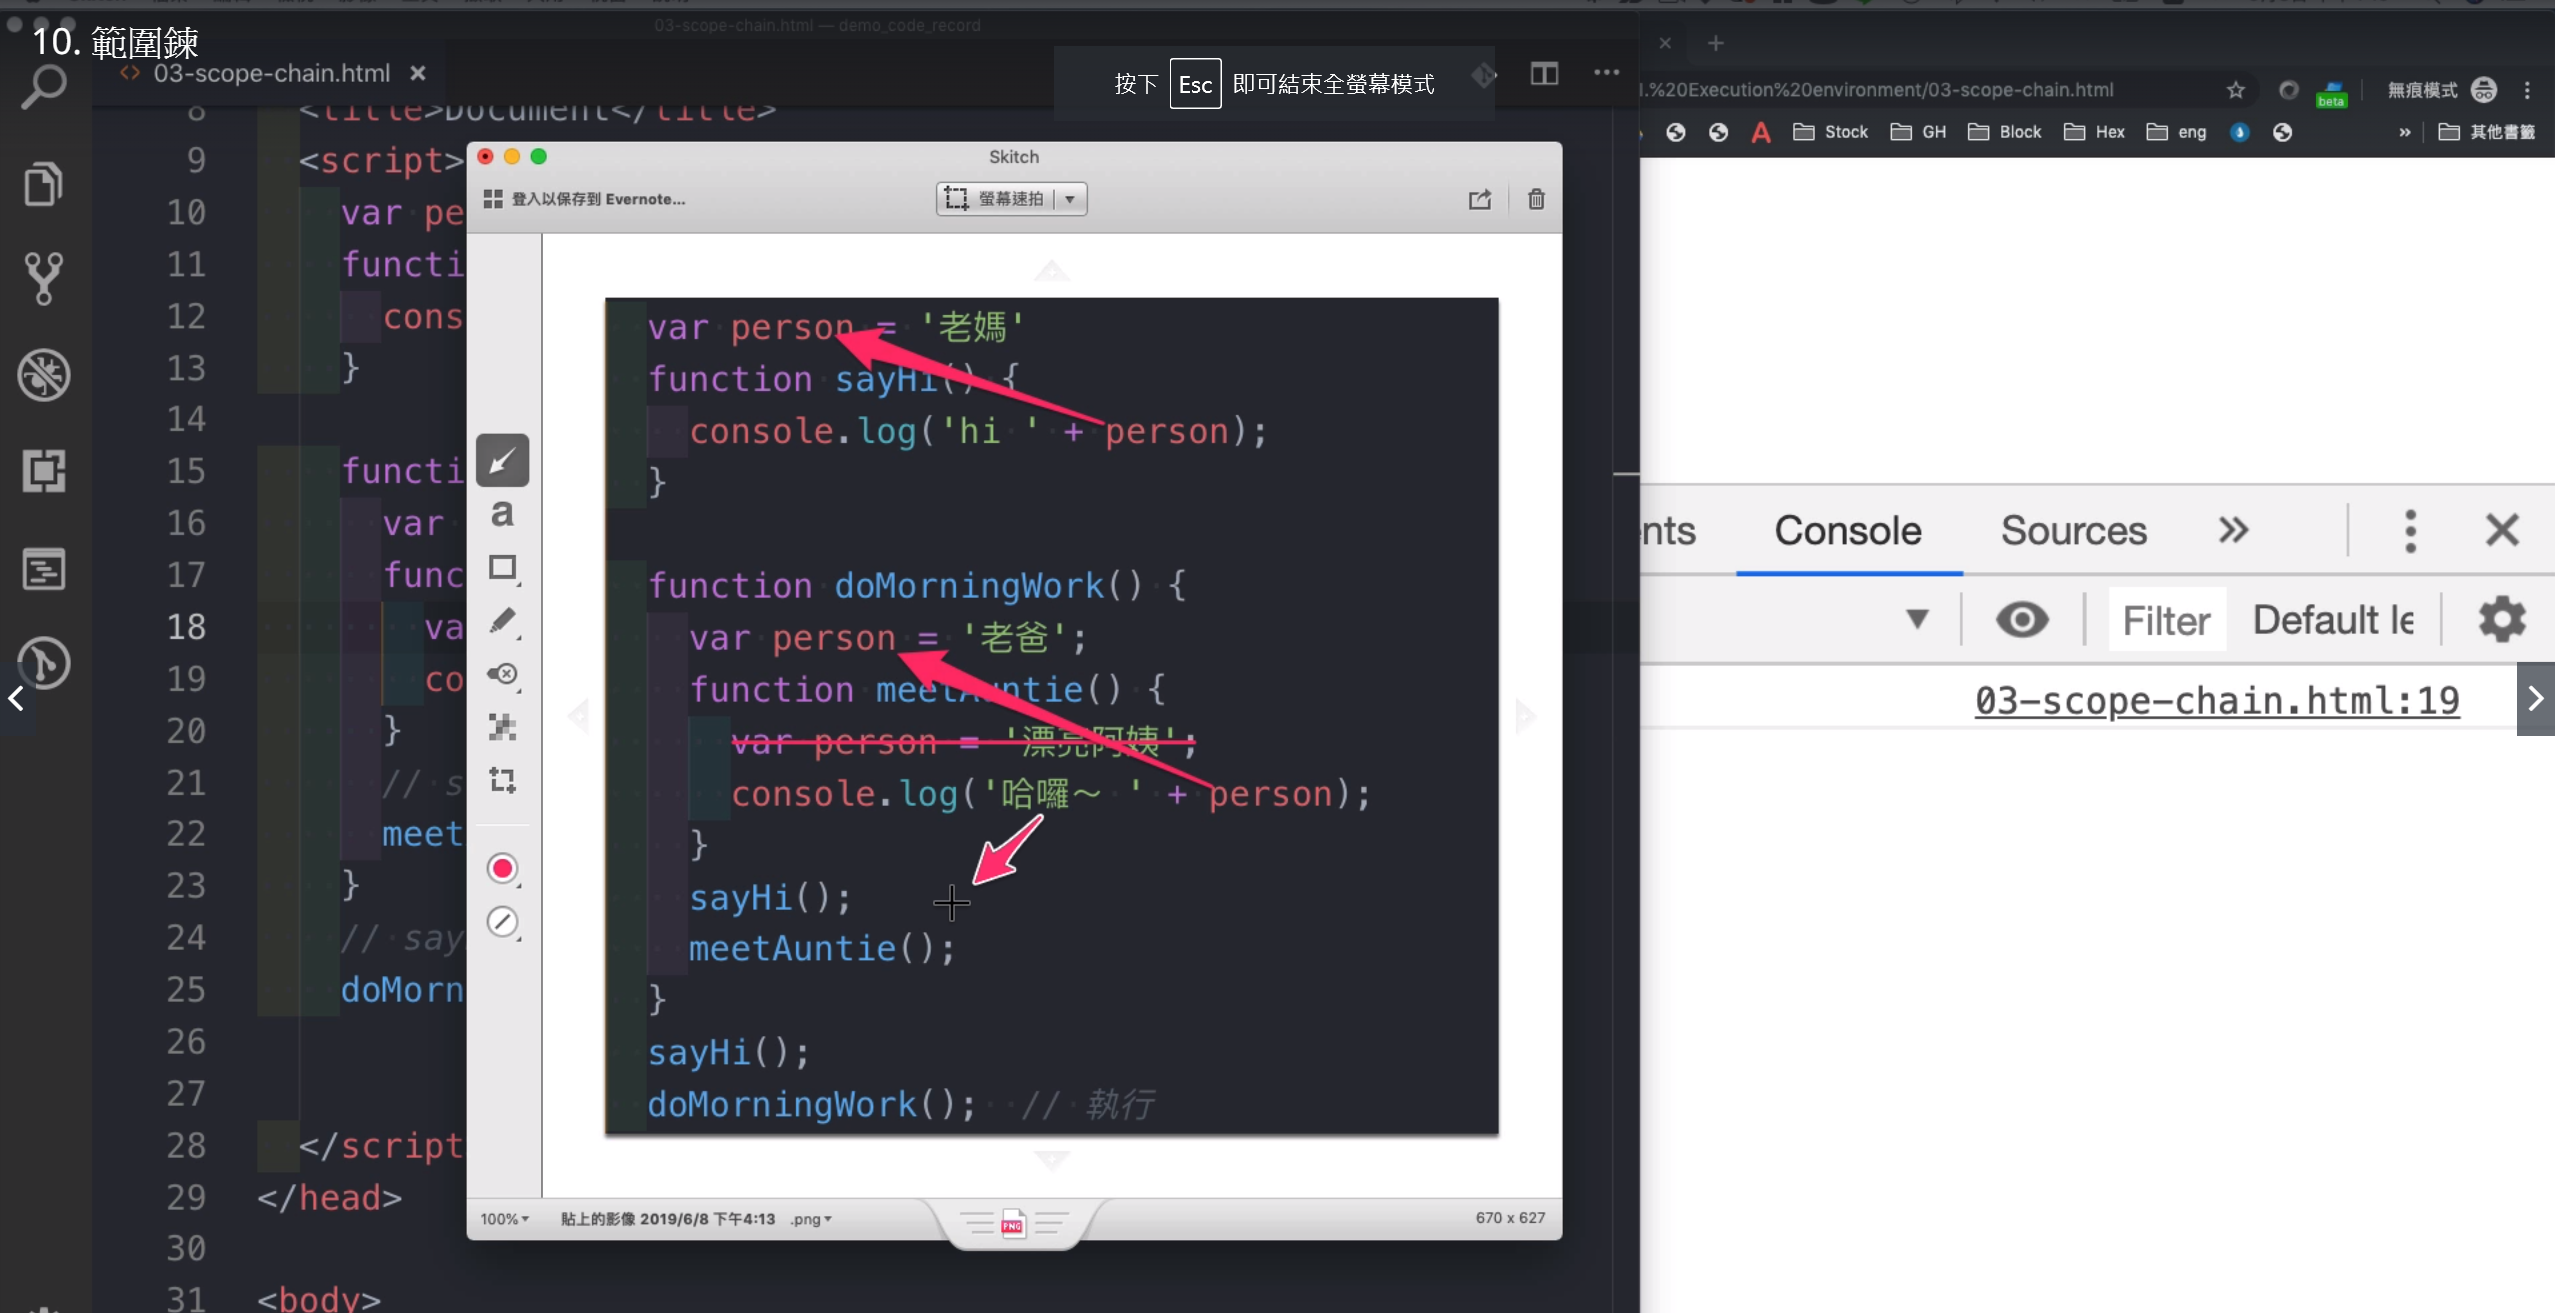 03-scope-chain.html — demo_code_record
10. 範圍鍊
03-scope-chain.html
按下 Esc 即可結束全螢幕模式
.%20Execution%20environment/03-scope-chain.html
beta
無痕模式
Stock GH Block Hex eng » 其他書籤
8 <title>Document</title>
9 <script>
10 var pe
11 functi
12 cons
13 }
14
15 functi
16 var
17 func
18 va
19 co
20 }
21 // s
22 meet
23 }
24 // say
25 doMorn
26
27
28 </script
29 </head>
30
31 <body>
Skitch
登入以保存到 Evernote...
螢幕速拍
a
var person = '老媽'
function sayHi() {
console.log('hi ' + person);
}
function doMorningWork() {
var person = '老爸';
function meetAuntie() {
var person = '漂亮阿姨';
console.log('哈囉～ ' + person);
}
sayHi();
meetAuntie();
}
sayHi();
doMorningWork(); // 執行
100%
貼上的影像 2019/6/8 下午4:13 .png
PNG
670 x 627
nts Console Sources »
Filter Default le
03-scope-chain.html:19